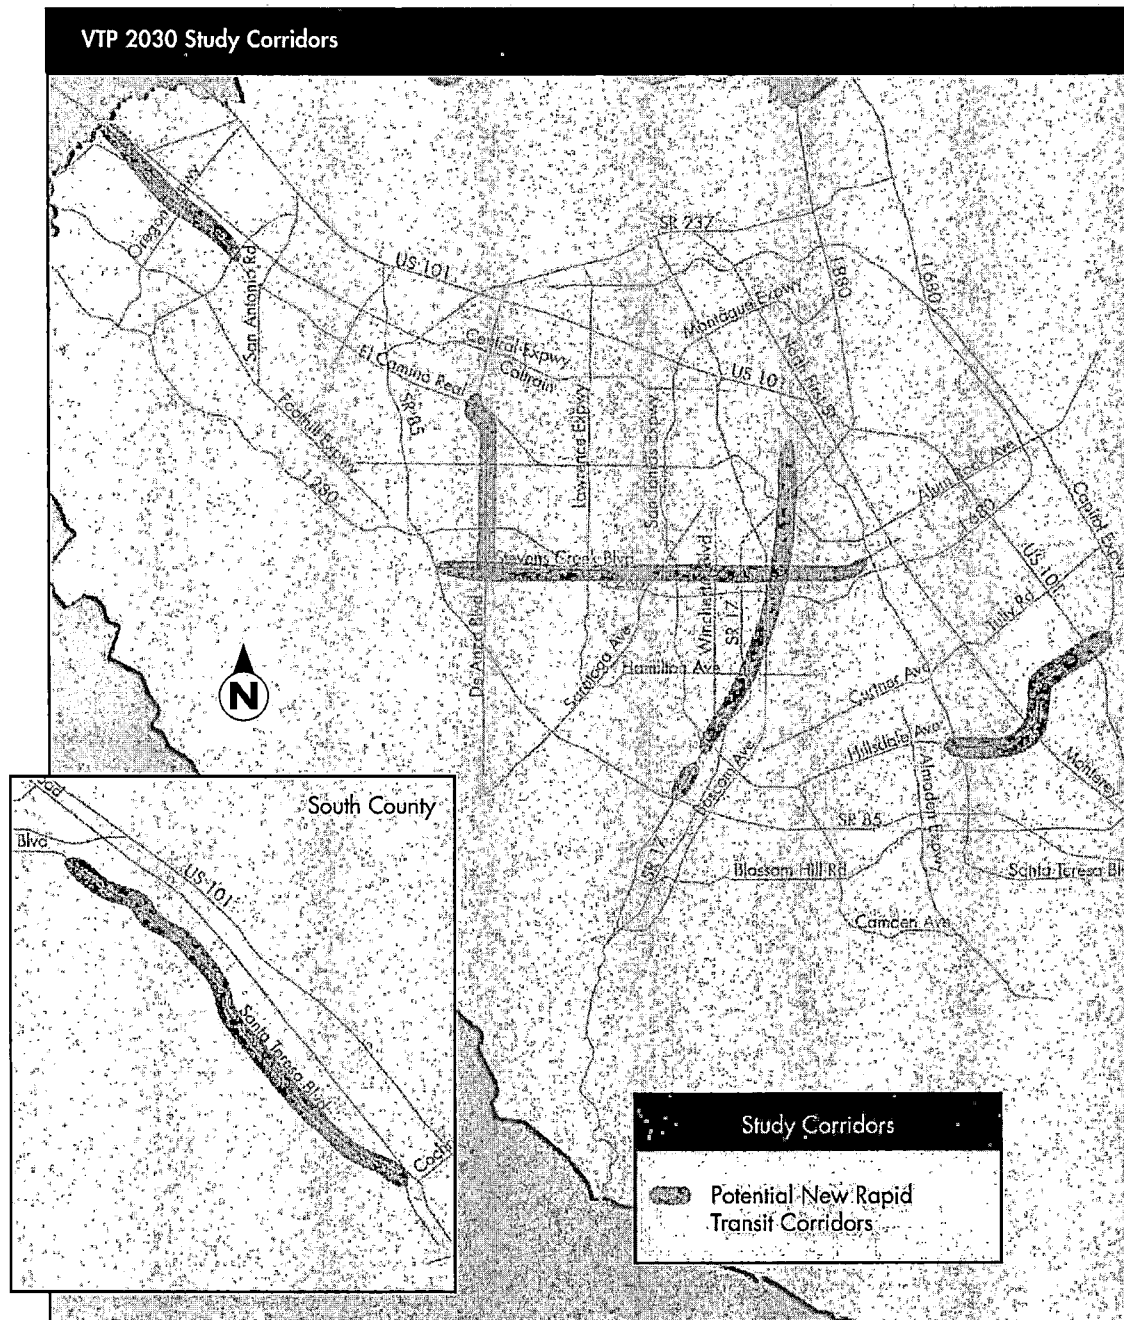 VTP 2030 Study Corridors
SR 237
US 101
I 880
I 680
San Antonio Rd
Montague Expwy
Central Expwy
Caltrain
El Camino Real
North First St
US 101
SR 85
Foothill Expwy
I 280
Lawrence Expwy
San Tomas Expwy
Alum Rock Ave
I 680
Capitol Expwy
Stevens Creek Blvd
Winchester Blvd
SR 17
US 101
Tully Rd
De Anza Blvd
Saratoga Ave
Hamilton Ave
Curtner Ave
N
Hillsdale Ave
Almaden Expwy
Monterey
Bascom Ave
SR 85
SR 17
Blossom Hill Rd
Santa Teresa Bl
Camden Ave
South County
Blvd
US 101
Santa Teresa Blvd
Coch
Study Corridors
Potential New Rapid
Transit Corridors